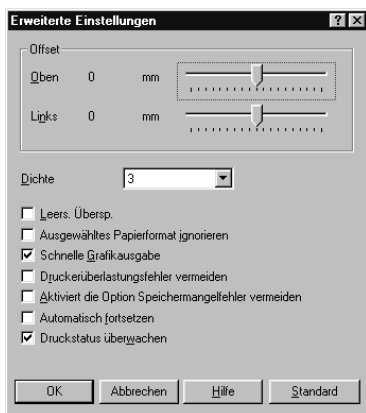 Erweiterte Einstellungen
Offset
Oben 0 mm
Links 0 mm
Dichte 3
Leers. Übersp.
Ausgewähltes Papierformat ignorieren
Schnelle Grafikausgabe
Druckerüberlastungsfehler vermeiden
Aktiviert die Option Speichermangelfehler vermeiden
Automatisch fortsetzen
Druckstatus überwachen
OK Abbrechen Hilfe Standard